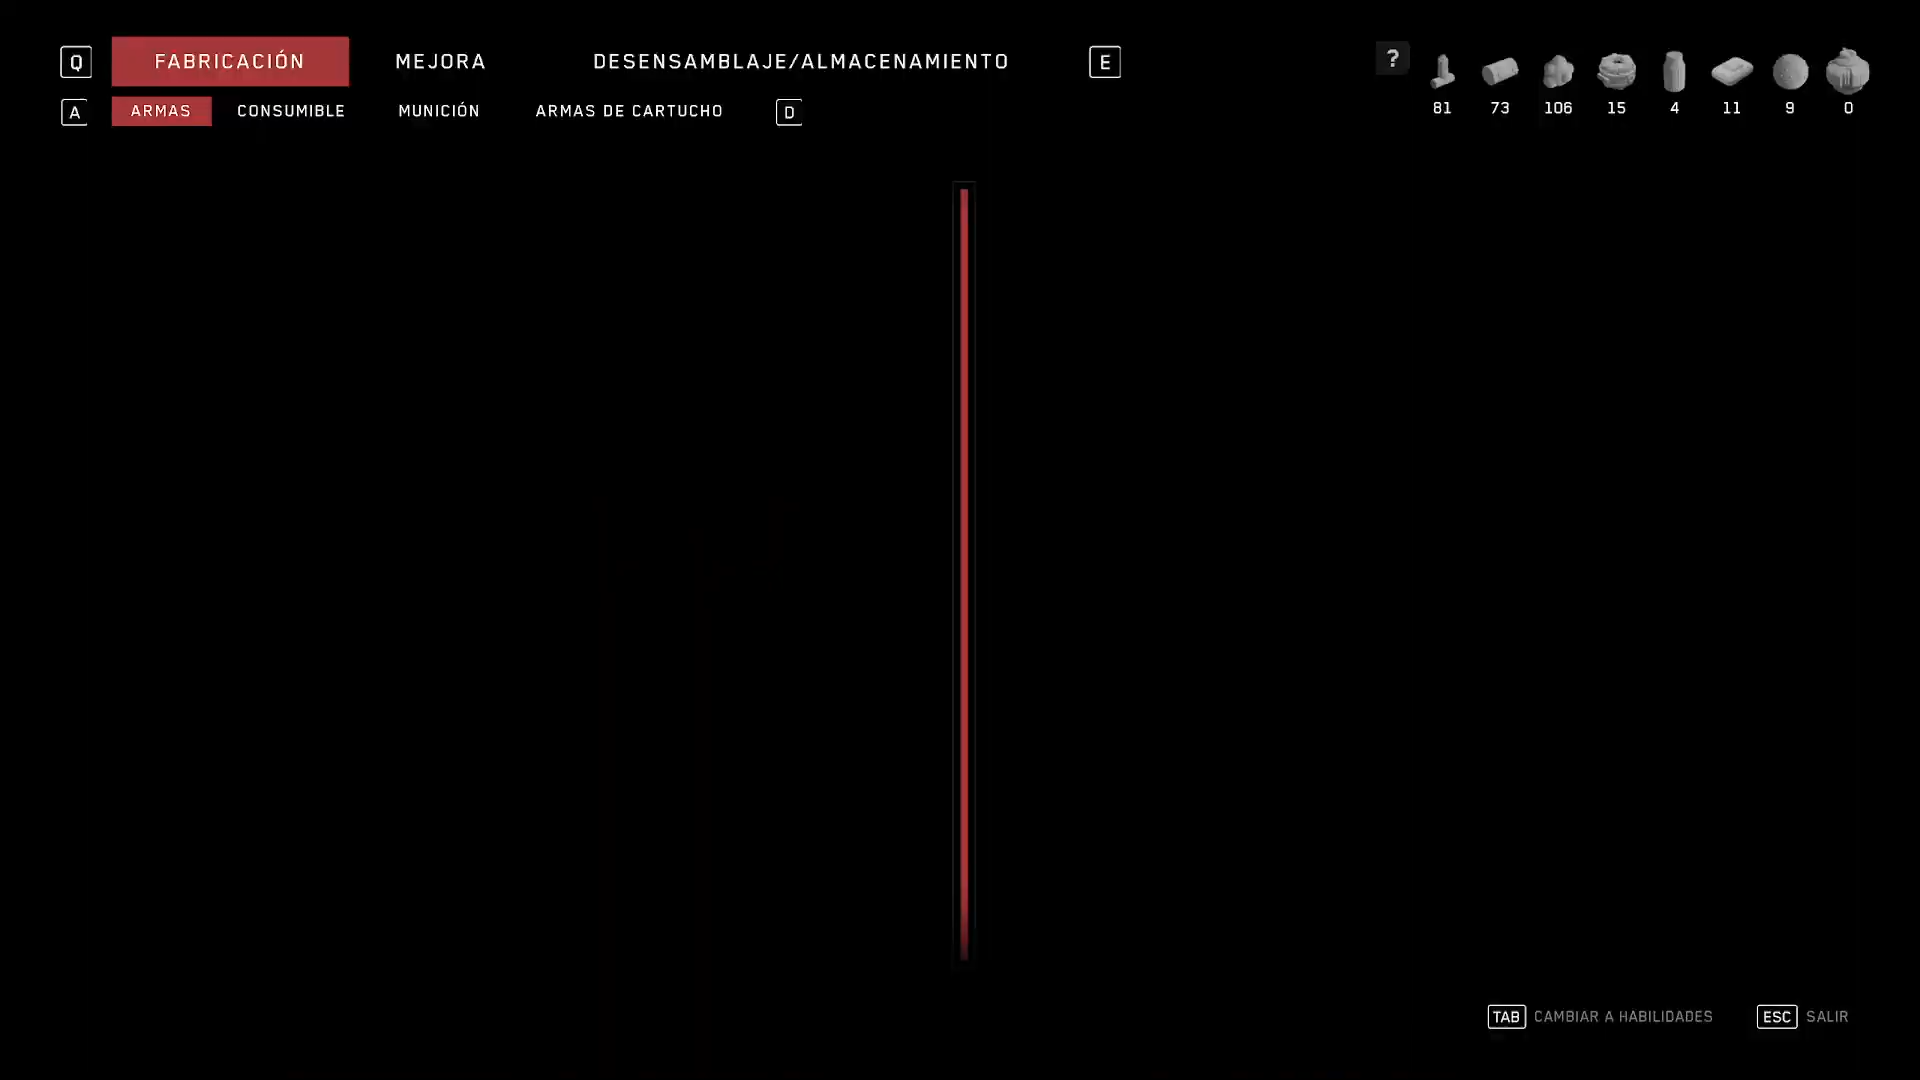 Q FABRICACIÓN MEJORA DESENSAMBLAJE/ALMACENAMIENTO E ?
A ARMAS CONSUMIBLE MUNICIÓN ARMAS DE CARTUCHO D
81 73 106 15 4 11 9 0
TAB CAMBIAR A HABILIDADES ESC SALIR